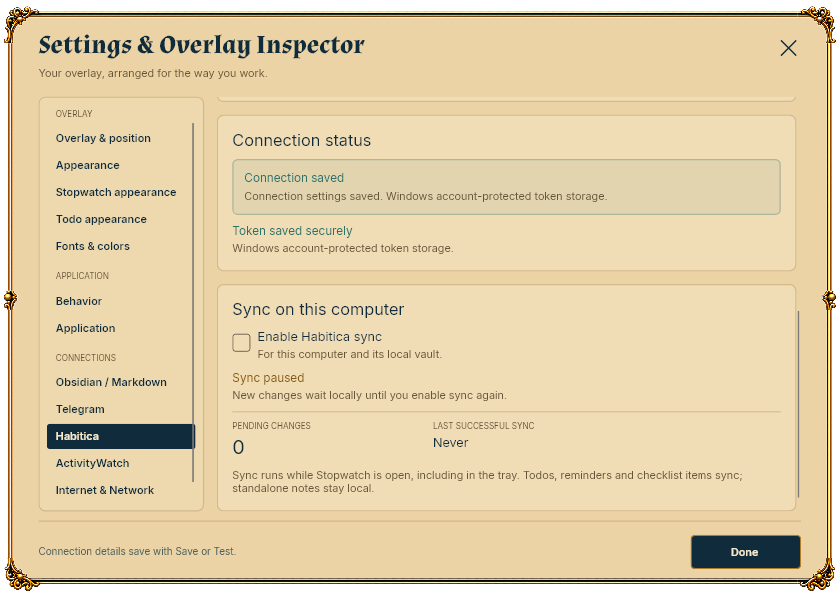 Settings & Overlay Inspector
Your overlay, arranged for the way you work.
OVERLAY
Overlay & position
Appearance
Stopwatch appearance
Todo appearance
Fonts & colors
APPLICATION
Behavior
Application
CONNECTIONS
Obsidian / Markdown
Telegram
Habitica
ActivityWatch
Internet & Network
Connection status
Connection saved
Connection settings saved. Windows account-protected token storage.
Token saved securely
Windows account-protected token storage.
Sync on this computer
Enable Habitica sync
For this computer and its local vault.
Sync paused
New changes wait locally until you enable sync again.
PENDING CHANGES
0
LAST SUCCESSFUL SYNC
Never
Sync runs while Stopwatch is open, including in the tray. Todos, reminders and checklist items sync;
standalone notes stay local.
Connection details save with Save or Test.
Done